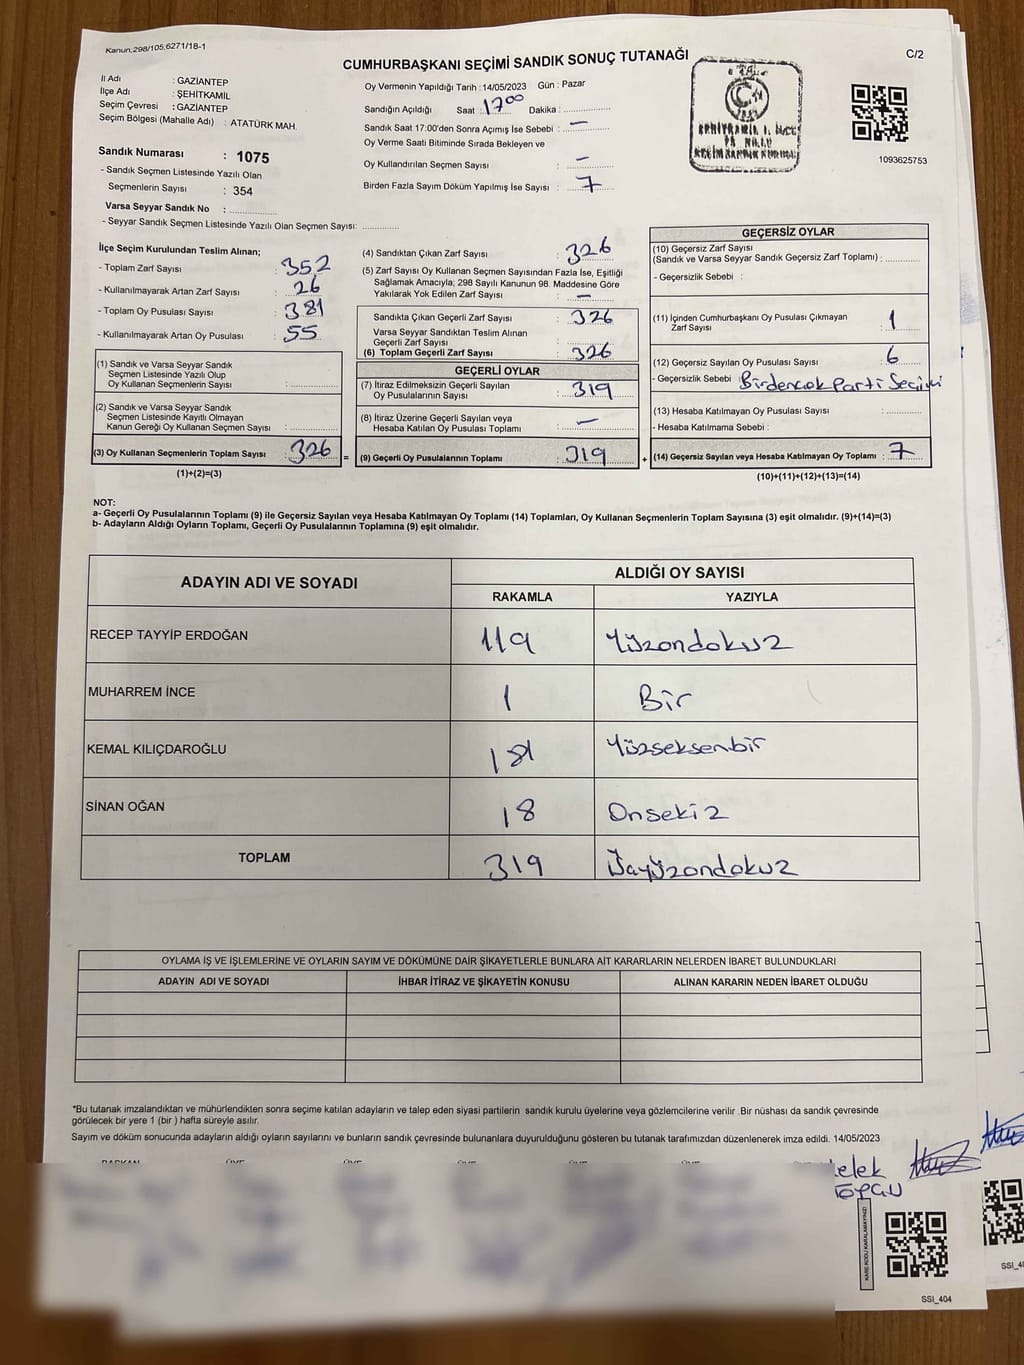 Kanun;298/105;6271/18-1
C/2
CUMHURBAŞKANI SEÇİMİ SANDIK SONUÇ TUTANAĞI
İl Adı : GAZİANTEP
İlçe Adı : ŞEHİTKAMİL
Seçim Çevresi : GAZİANTEP
Seçim Bölgesi (Mahalle Adı) : ATATÜRK MAH.
Sandık Numarası : 1075
- Sandık Seçmen Listesinde Yazılı Olan
Seçmenlerin Sayısı : 354
Varsa Seyyar Sandık No :
- Seyyar Sandık Seçmen Listesinde Yazılı Olan Seçmen Sayısı:
Oy Vermenin Yapıldığı Tarih : 14/05/2023 Gün : Pazar
Sandığın Açıldığı Saat : 17 00 Dakika :
Sandık Saat 17:00'den Sonra Açımış İse Sebebi : —
Oy Verme Saati Bitiminde Sırada Bekleyen ve
Oy Kullandırılan Seçmen Sayısı : —
Birden Fazla Sayım Döküm Yapılmış İse Sayısı : 7
1093625753
İlçe Seçim Kurulundan Teslim Alınan;
- Toplam Zarf Sayısı : 352
- Kullanılmayarak Artan Zarf Sayısı : 26
- Toplam Oy Pusulası Sayısı : 381
- Kullanılmayarak Artan Oy Pusulası : 55
(1) Sandık ve Varsa Seyyar Sandık
Seçmen Listesinde Yazılı Olup
Oy Kullanan Seçmenlerin Sayısı :
(2) Sandık ve Varsa Seyyar Sandık
Seçmen Listesinde Kayıtlı Olmayan
Kanun Gereği Oy Kullanan Seçmen Sayısı :
(3) Oy Kullanan Seçmenlerin Toplam Sayısı : 326
(1)+(2)=(3)
=
(4) Sandıktan Çıkan Zarf Sayısı : 326
(5) Zarf Sayısı Oy Kullanan Seçmen Sayısından Fazla İse, Eşitliği
Sağlamak Amacıyla; 298 Sayılı Kanunun 98. Maddesine Göre
Yakılarak Yok Edilen Zarf Sayısı : —
Sandıkta Çıkan Geçerli Zarf Sayısı : 326
Varsa Seyyar Sandıktan Teslim Alınan
Geçerli Zarf Sayısı :
(6) Toplam Geçerli Zarf Sayısı : 326
GEÇERLİ OYLAR
(7) İtiraz Edilmeksizin Geçerli Sayılan
Oy Pusulalarının Sayısı : 319
(8) İtiraz Üzerine Geçerli Sayılan veya
Hesaba Katılan Oy Pusulası Toplamı : —
(9) Geçerli Oy Pusulalarının Toplamı : 319
+
GEÇERSİZ OYLAR
(10) Geçersiz Zarf Sayısı
(Sandık ve Varsa Seyyar Sandık Geçersiz Zarf Toplamı) :
- Geçersizlik Sebebi :
(11) İçinden Cumhurbaşkanı Oy Pusulası Çıkmayan
Zarf Sayısı : 1
(12) Geçersiz Sayılan Oy Pusulası Sayısı : 6
- Geçersizlik Sebebi : Birdencok Parti Seçimi
(13) Hesaba Katılmayan Oy Pusulası Sayısı :
- Hesaba Katılmama Sebebi :
(14) Geçersiz Sayılan veya Hesaba Katılmayan Oy Toplamı : 7
(10)+(11)+(12)+(13)=(14)
NOT:
a- Geçerli Oy Pusulalarının Toplamı (9) ile Geçersiz Sayılan veya Hesaba Katılmayan Oy Toplamı (14) Toplamları, Oy Kullanan Seçmenlerin Toplam Sayısına (3) eşit olmalıdır. (9)+(14)=(3)
b- Adayların Aldığı Oyların Toplamı, Geçerli Oy Pusulalarının Toplamına (9) eşit olmalıdır.
ADAYIN ADI VE SOYADI
ALDIĞI OY SAYISI
RAKAMLA YAZIYLA
RECEP TAYYİP ERDOĞAN 119 Yüzondokuz
MUHARREM İNCE 1 Bir
KEMAL KILIÇDAROĞLU 181 Yüzseksenbir
SİNAN OĞAN 18 Onsekiz
TOPLAM 319 Üçyüzondokuz
OYLAMA İŞ VE İŞLEMLERİNE VE OYLARIN SAYIM VE DÖKÜMÜNE DAİR ŞİKAYETLERLE BUNLARA AİT KARARLARIN NELERDEN İBARET BULUNDUKLARI
ADAYIN ADI VE SOYADI İHBAR İTİRAZ VE ŞİKAYETİN KONUSU ALINAN KARARIN NEDEN İBARET OLDUĞU
*Bu tutanak imzalandıktan ve mühürlendikten sonra seçime katılan adayların ve talep eden siyasi partilerin sandık kurulu üyelerine veya gözlemcilerine verilir .Bir nüshası da sandık çevresinde
görülecek bir yere 1 (bir ) hafta süreyle asılır.
Sayım ve döküm sonucunda adayların aldığı oyların sayılarını ve bunların sandık çevresinde bulunanlara duyurulduğunu gösteren bu tutanak tarafımızdan düzenlenerek imza edildi. 14/05/2023
elek
KARE KODU KARALAMAYINIZ!
SSI_404